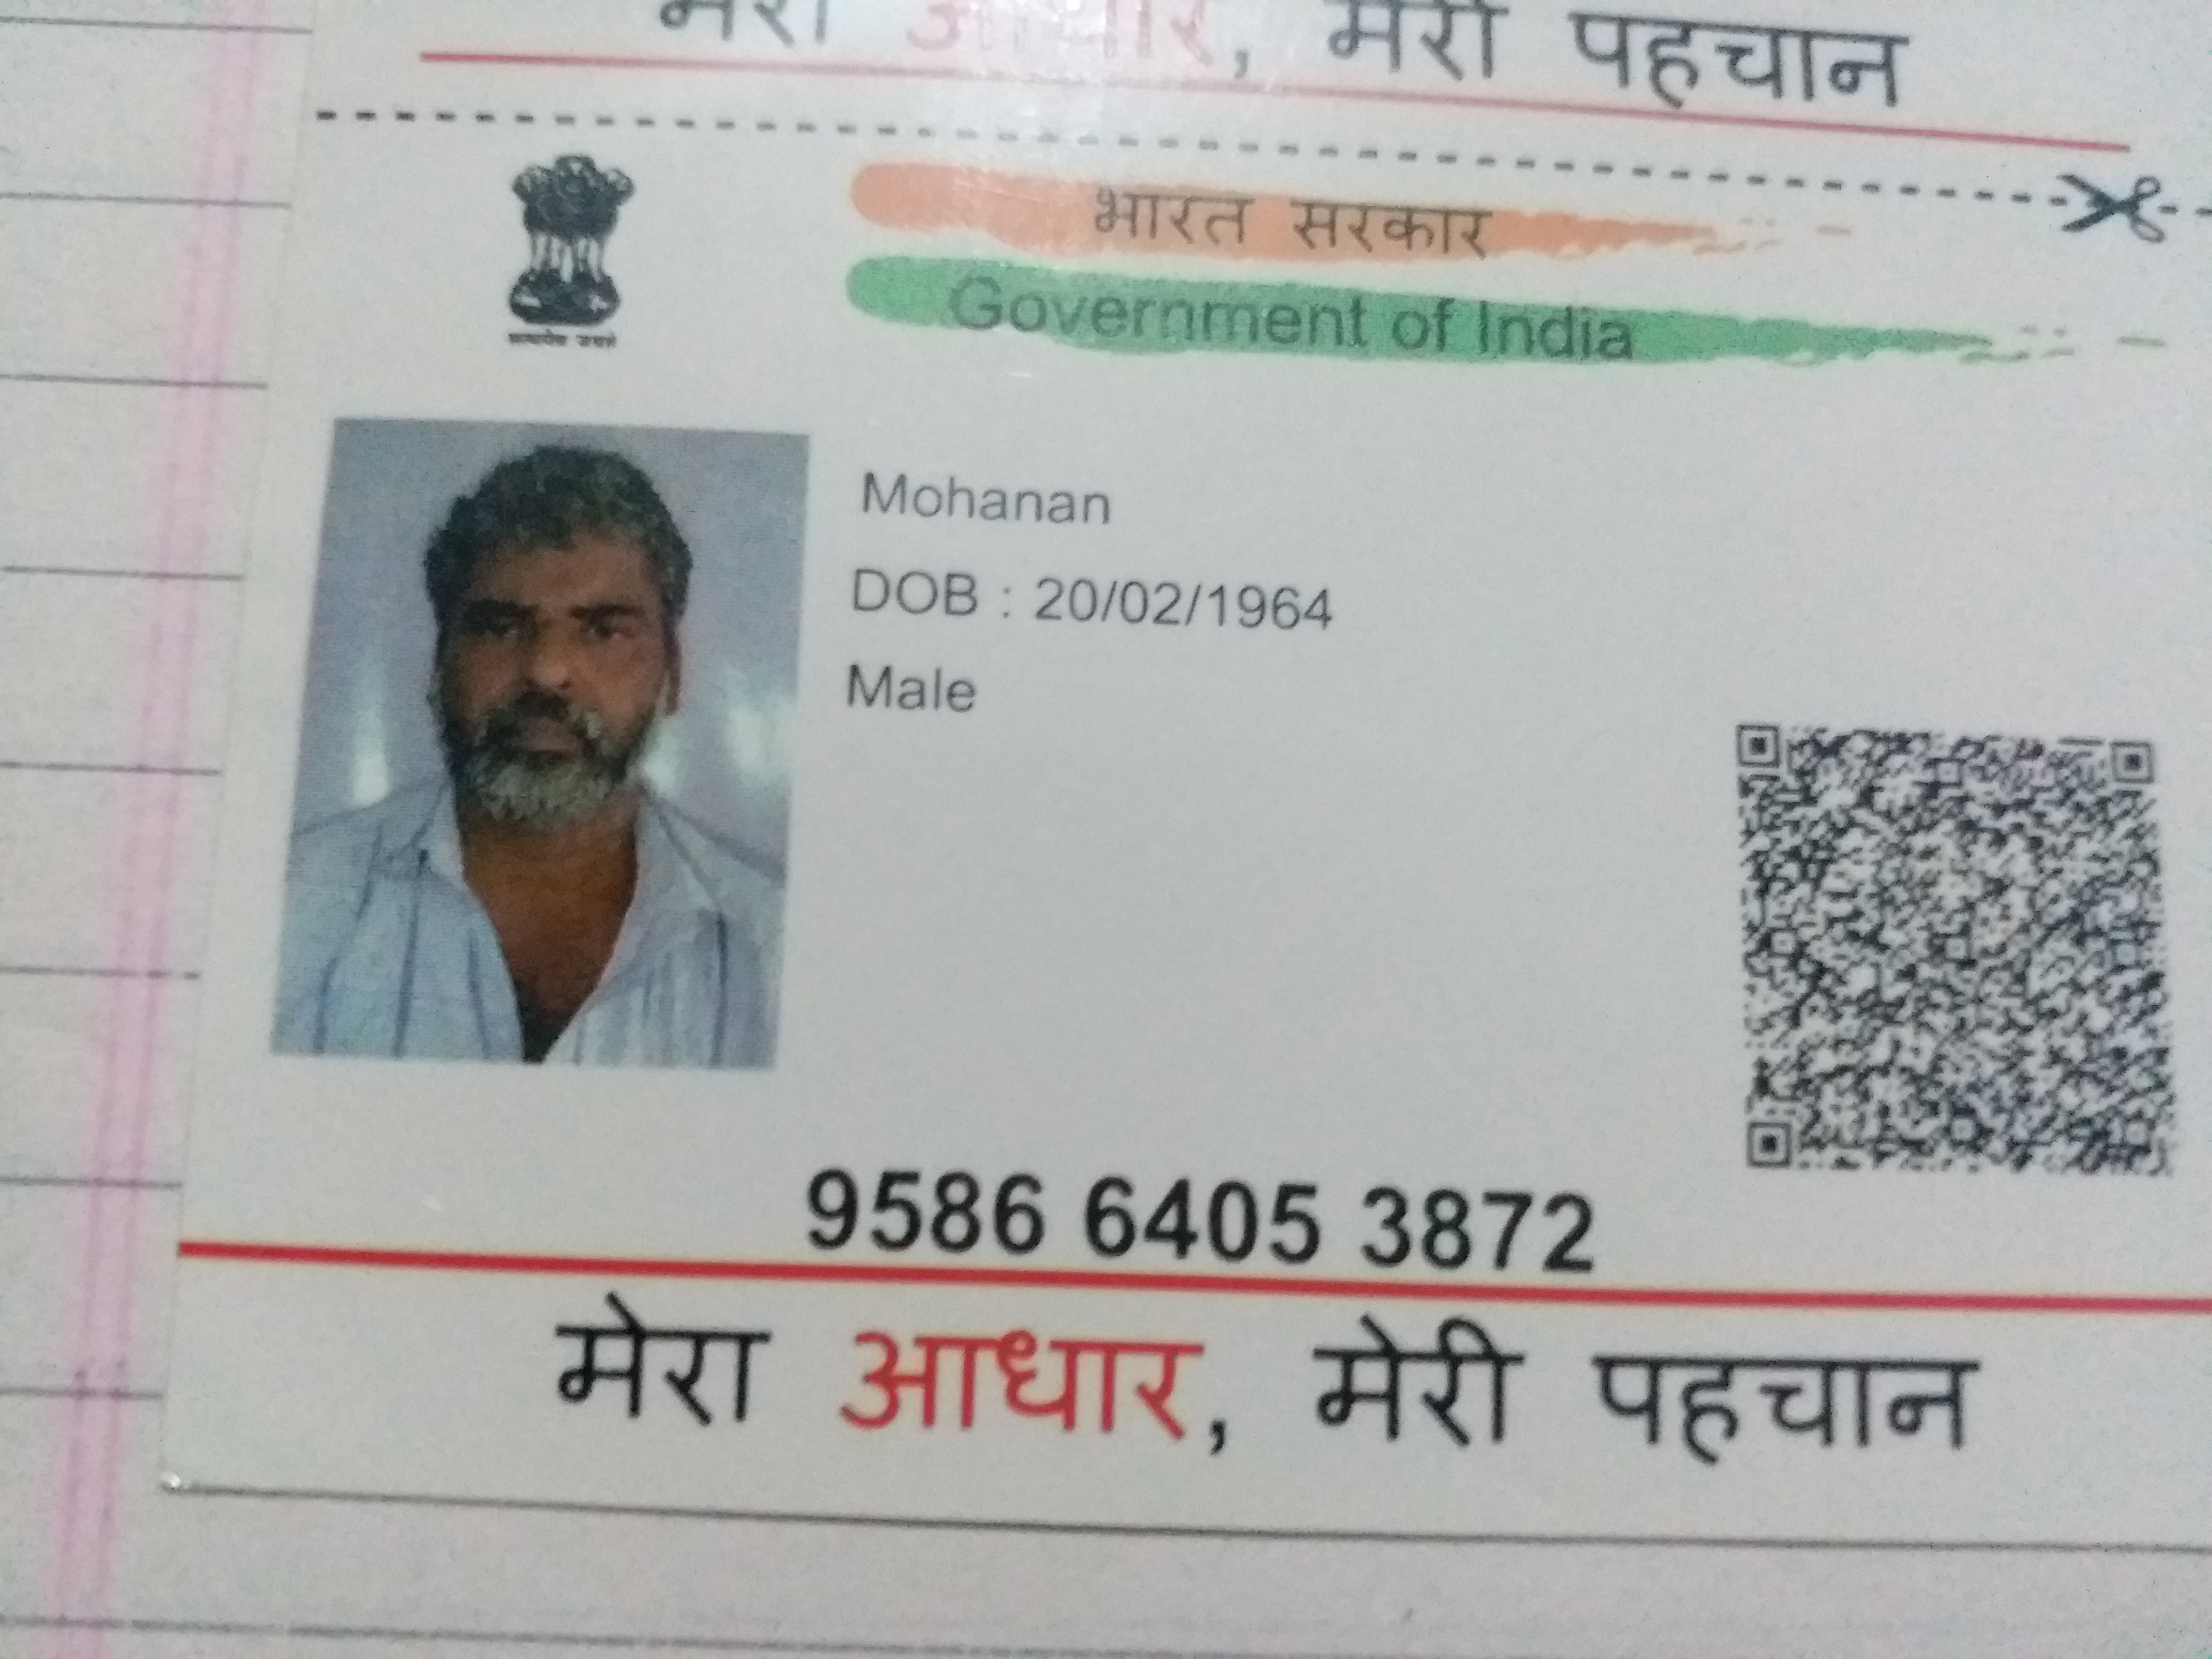 मेरा आधार, मेरी पहचान
भारत सरकार
Government of India
सत्यमेव जयते
Mohanan
DOB : 20/02/1964
Male
9586 6405 3872
मेरा आधार, मेरी पहचान